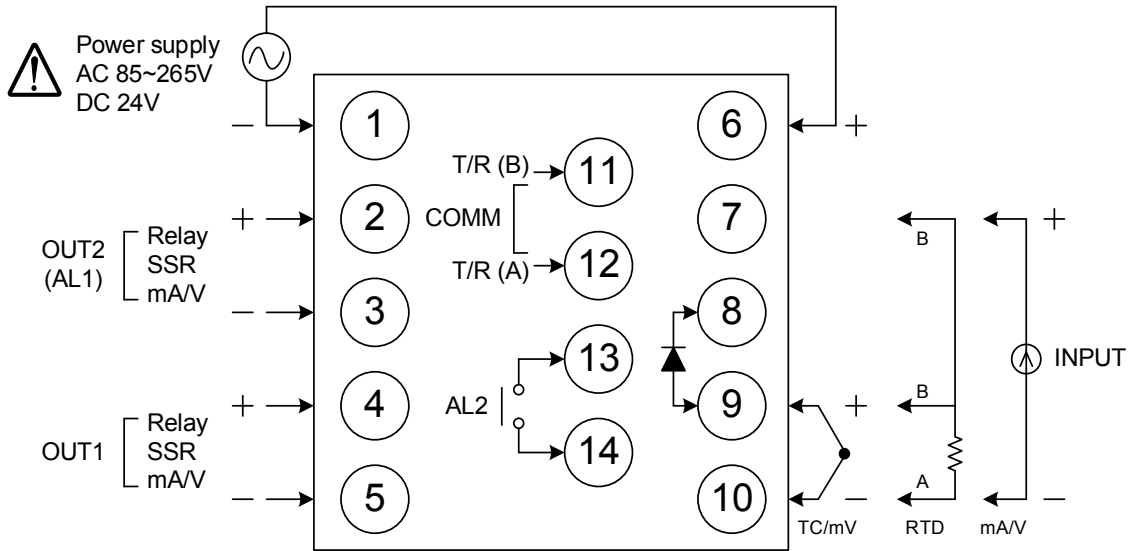 Power supply
AC 85~265V
DC 24V
− 1 6 +
T/R (B) 11
+ 2 COMM 7 B +
OUT2 Relay
(AL1) SSR
mA/V
T/R (A) 12
− 3 8
13 INPUT
AL2
+ 4 9 + B
OUT1 Relay
SSR
mA/V
14
− 5 10 − A −
TC/mV RTD mA/V